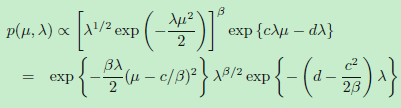 p(μ, λ) ∝ [λ^{1/2} exp(−λμ²/2)]^β exp{cλμ − dλ}
= exp{−βλ/2 (μ − c/β)²} λ^{β/2} exp{−(d − c²/2β) λ}